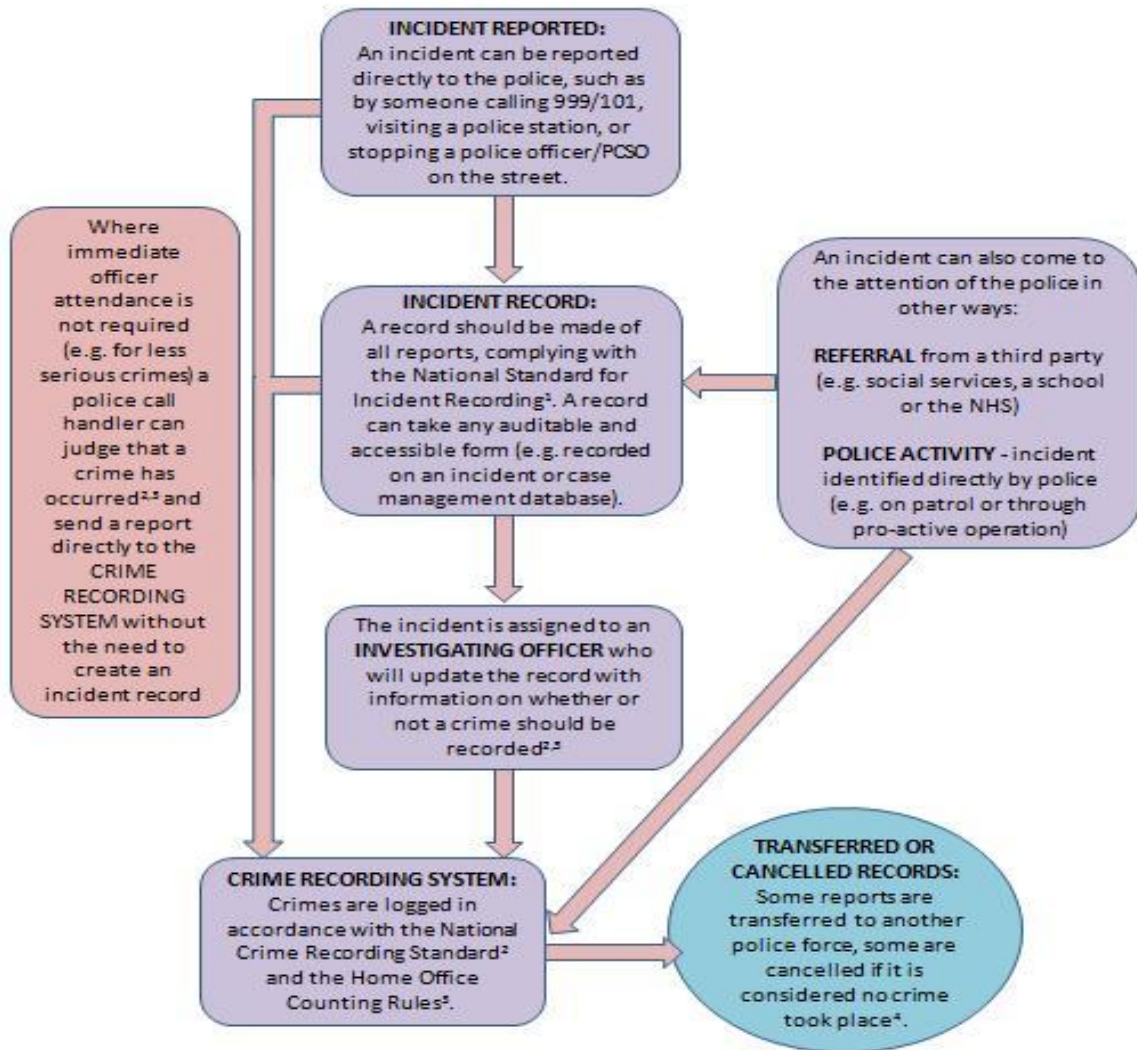 INCIDENT REPORTED:
An incident can be reported
directly to the police, such as
by someone calling 999/101,
visiting a police station, or
stopping a police officer/PCSO
on the street.
Where
immediate
officer
attendance is
not required
(e.g. for less
serious crimes) a
police call
handler can
judge that a
crime has
occurred²,³ and
send a report
directly to the
CRIME
RECORDING
SYSTEM without
the need to
create an
incident record
INCIDENT RECORD:
A record should be made of
all reports, complying with
the National Standard for
Incident Recording¹. A record
can take any auditable and
accessible form (e.g. recorded
on an incident or case
management database).
An incident can also come to
the attention of the police in
other ways:
REFERRAL from a third party
(e.g. social services, a school
or the NHS)
POLICE ACTIVITY - incident
identified directly by police
(e.g. on patrol or through
pro-active operation)
The incident is assigned to an
INVESTIGATING OFFICER who
will update the record with
information on whether or
not a crime should be
recorded²,³
CRIME RECORDING SYSTEM:
Crimes are logged in
accordance with the National
Crime Recording Standard²
and the Home Office
Counting Rules³.
TRANSFERRED OR
CANCELLED RECORDS:
Some reports are
transferred to another
police force, some are
cancelled if it is
considered no crime
took place⁴.